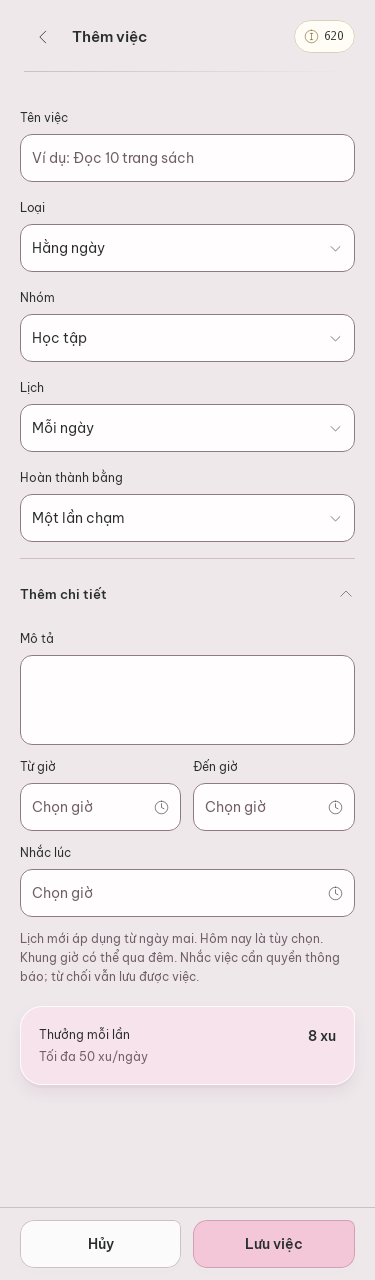 Thêm việc
620
Tên việc
Ví dụ: Đọc 10 trang sách
Loại
Hằng ngày
Nhóm
Học tập
Lịch
Mỗi ngày
Hoàn thành bằng
Một lần chạm
Thêm chi tiết
Mô tả
Từ giờ
Đến giờ
Chọn giờ
Chọn giờ
Nhắc lúc
Chọn giờ
Lịch mới áp dụng từ ngày mai. Hôm nay là tùy chọn.
Khung giờ có thể qua đêm. Nhắc việc cần quyền thông
báo; từ chối vẫn lưu được việc.
Thưởng mỗi lần
8 xu
Tối đa 50 xu/ngày
Hủy
Lưu việc